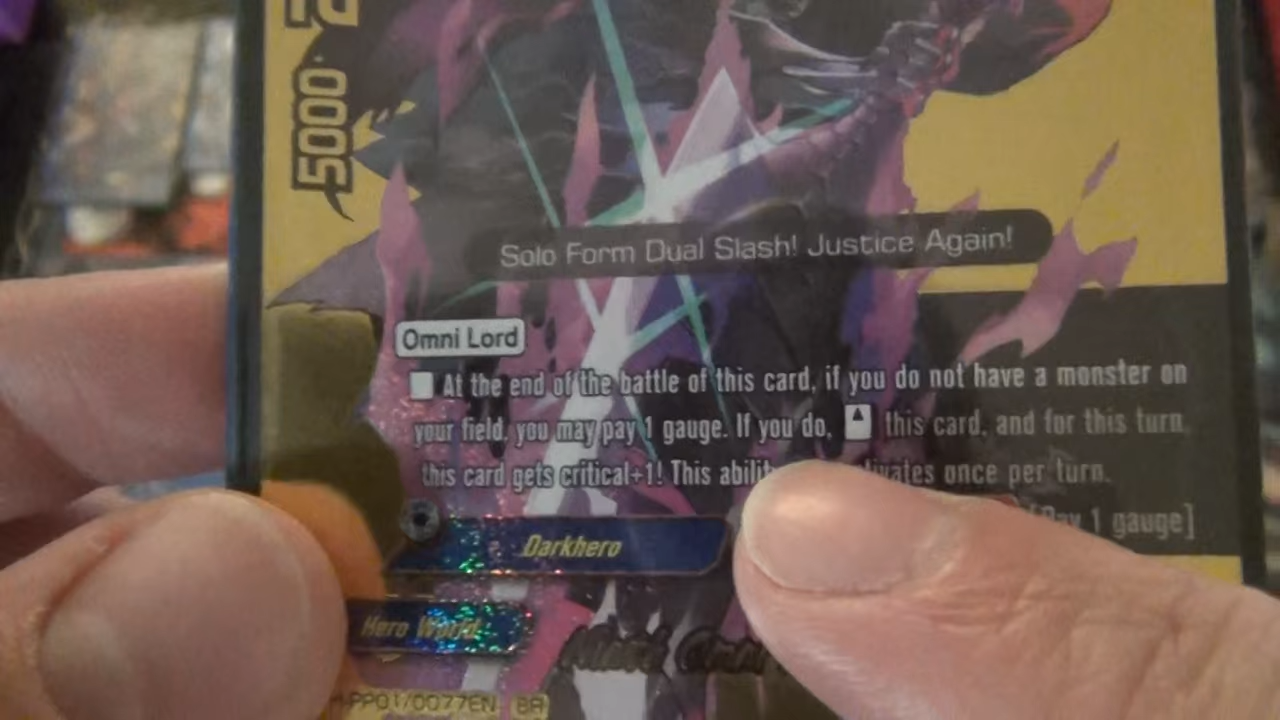 5000
Solo Form Dual Slash! Justice Again!
Omni Lord
At the end of the battle of this card, if you do not have a monster on
your field, you may pay 1 gauge. If you do, this card, and for this turn,
this card gets critical+1! This once per turn.
[Pay 1 gauge]
Darkhero
Hero World
PP01/0077EN BR